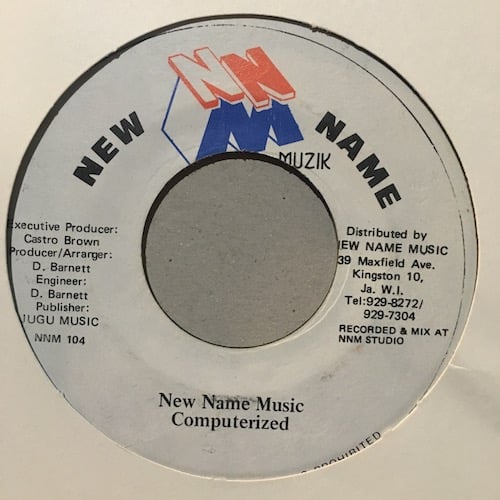 NEW NAME
NNM
MUZIK
Executive Producer:
Castro Brown
Producer/Arranger:
D. Barnett
Engineer:
D. Barnett
Publisher:
JUGU MUSIC
NNM 104
Distributed by
NEW NAME MUSIC
39 Maxfield Ave.
Kingston 10,
Ja. W.I.
Tel:929-8272/
929-7304
RECORDED & MIX AT
NNM STUDIO
New Name Music
Computerized
PROHIBITED